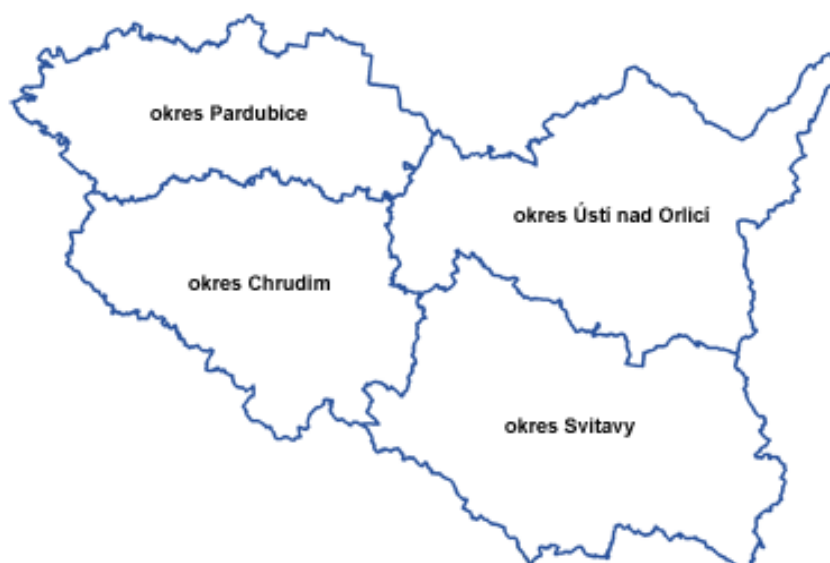 okres Pardubice
okres Ústí nad Orlicí
okres Chrudim
okres Svitavy